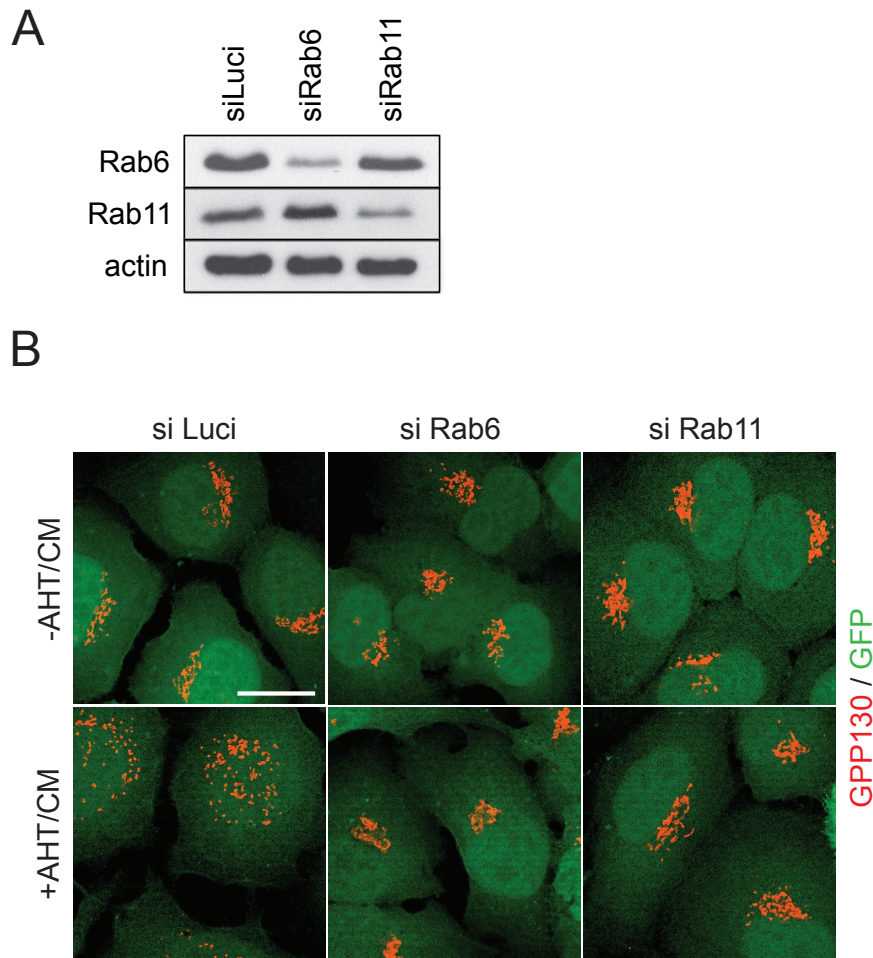 A
siLuci siRab6 siRab11
Rab6
Rab11
actin
B
si Luci si Rab6 si Rab11
-AHT/CM
+AHT/CM
GPP130 / GFP